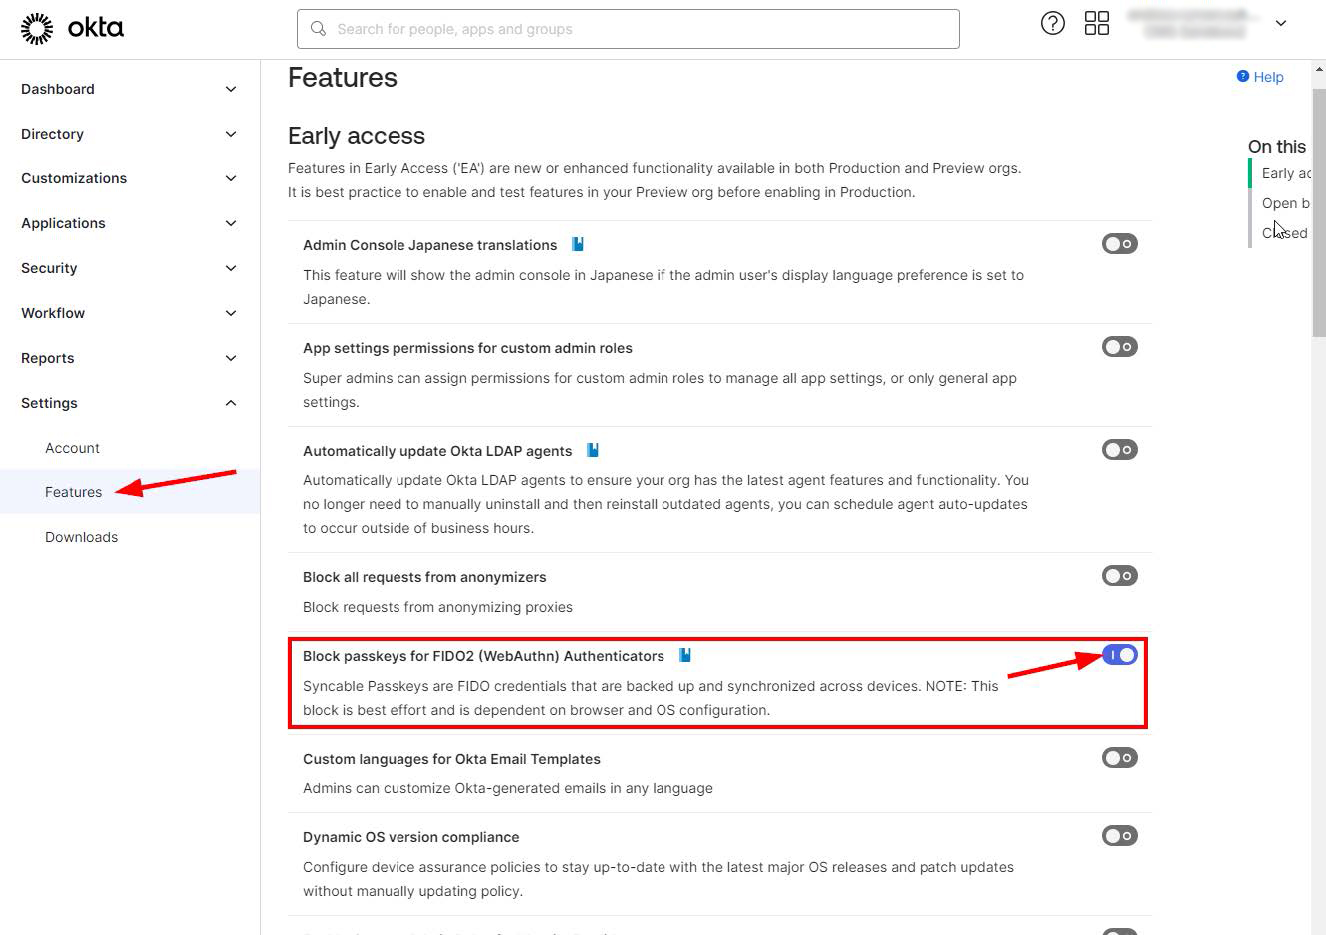 okta
Search for people, apps and groups
Dashboard
Directory
Customizations
Applications
Security
Workflow
Reports
Settings
Account
Features
Downloads
Features
Help
Early access
Features in Early Access ('EA') are new or enhanced functionality available in both Production and Preview orgs.
It is best practice to enable and test features in your Preview org before enabling in Production.
On this
Early ac
Open b
Closed
Admin Console Japanese translations
This feature will show the admin console in Japanese if the admin user's display language preference is set to
Japanese.
App settings permissions for custom admin roles
Super admins can assign permissions for custom admin roles to manage all app settings, or only general app
settings.
Automatically update Okta LDAP agents
Automatically update Okta LDAP agents to ensure your org has the latest agent features and functionality. You
no longer need to manually uninstall and then reinstall outdated agents, you can schedule agent auto-updates
to occur outside of business hours.
Block all requests from anonymizers
Block requests from anonymizing proxies
Block passkeys for FIDO2 (WebAuthn) Authenticators
Syncable Passkeys are FIDO credentials that are backed up and synchronized across devices. NOTE: This
block is best effort and is dependent on browser and OS configuration.
Custom languages for Okta Email Templates
Admins can customize Okta-generated emails in any language
Dynamic OS version compliance
Configure device assurance policies to stay up-to-date with the latest major OS releases and patch updates
without manually updating policy.